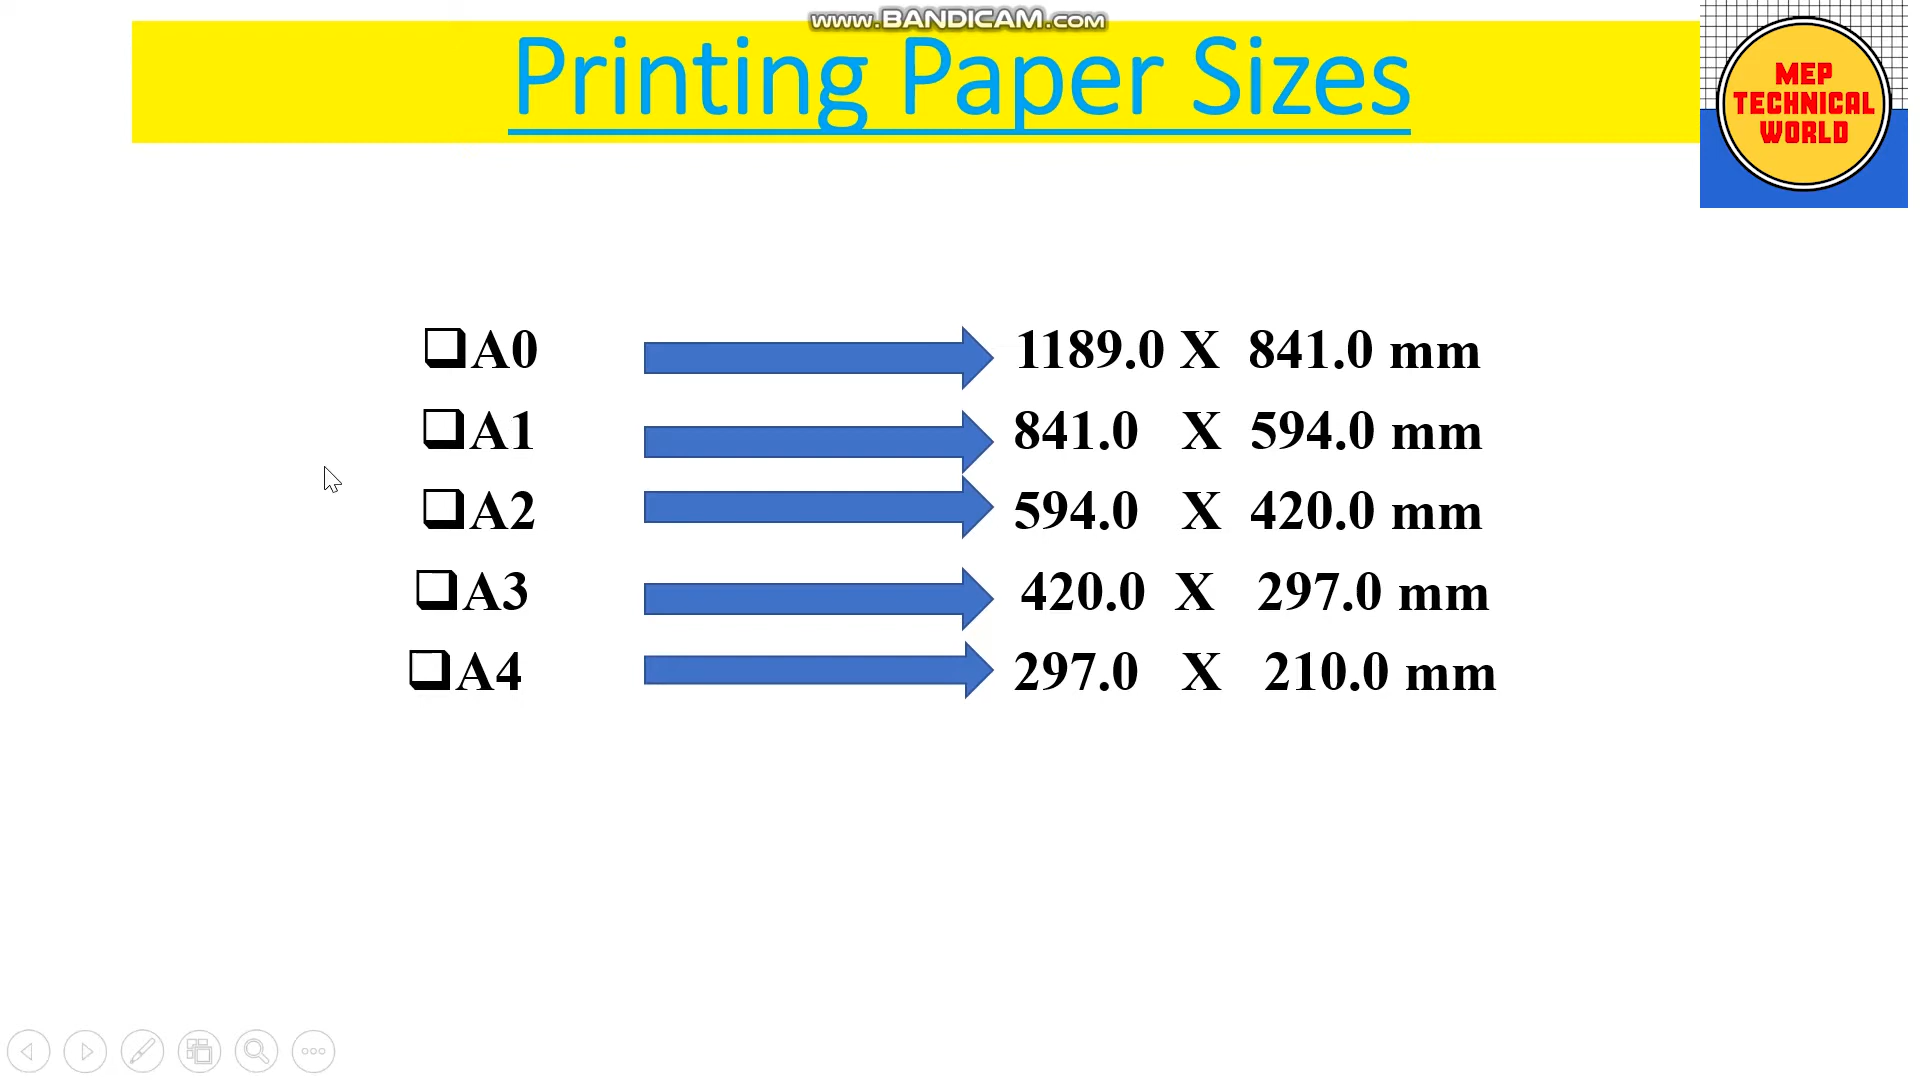 www.BANDICAM.com
Printing Paper Sizes
MEP
TECHNICAL
WORLD
A0 1189.0 X 841.0 mm
A1 841.0 X 594.0 mm
A2 594.0 X 420.0 mm
A3 420.0 X 297.0 mm
A4 297.0 X 210.0 mm